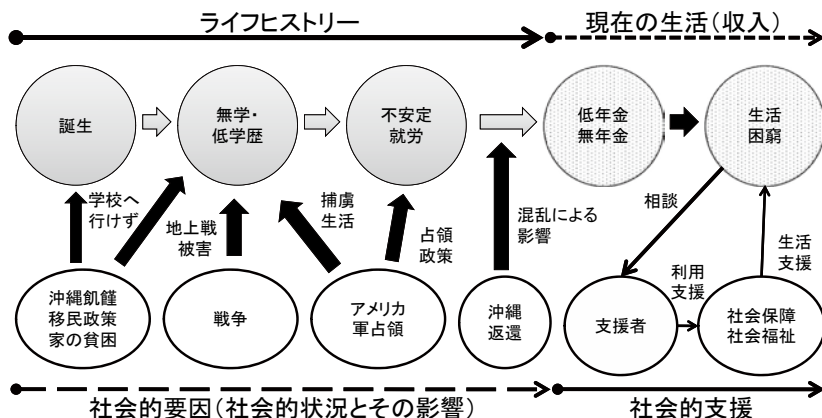 ライフヒストリー
現在の生活(収入)
誕生
無学・
低学歴
不安定
就労
低年金
無年金
生活
困窮
学校へ
行けず
地上戦
被害
捕虜
生活
占領
政策
混乱による
影響
相談
利用
支援
生活
支援
沖縄飢饉
移民政策
家の貧困
戦争
アメリカ
軍占領
沖縄
返還
支援者
社会保障
社会福祉
社会的要因(社会的状況とその影響)
社会的支援